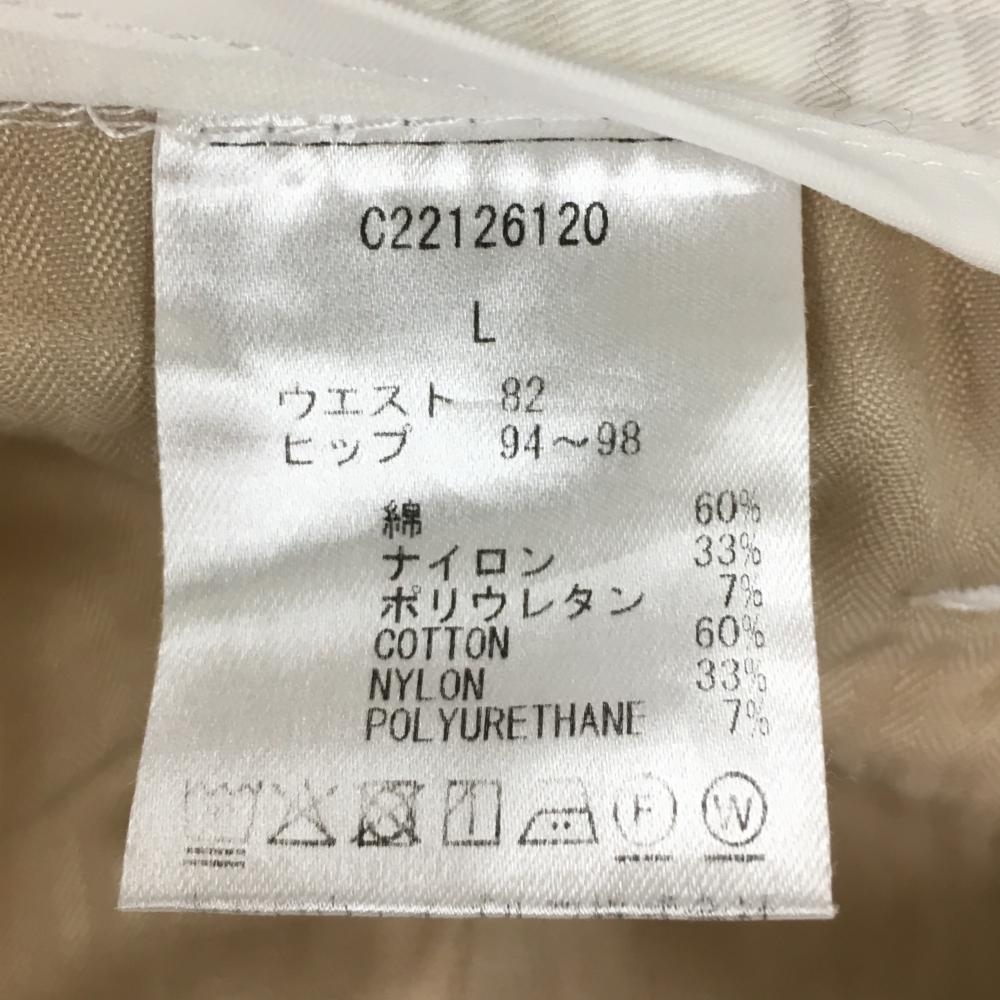 C22126120
L
ウエスト 82
ヒップ 94～98
綿 60%
ナイロン 33%
ポリウレタン 7%
COTTON 60%
NYLON 33%
POLYURETHANE 7%
F W